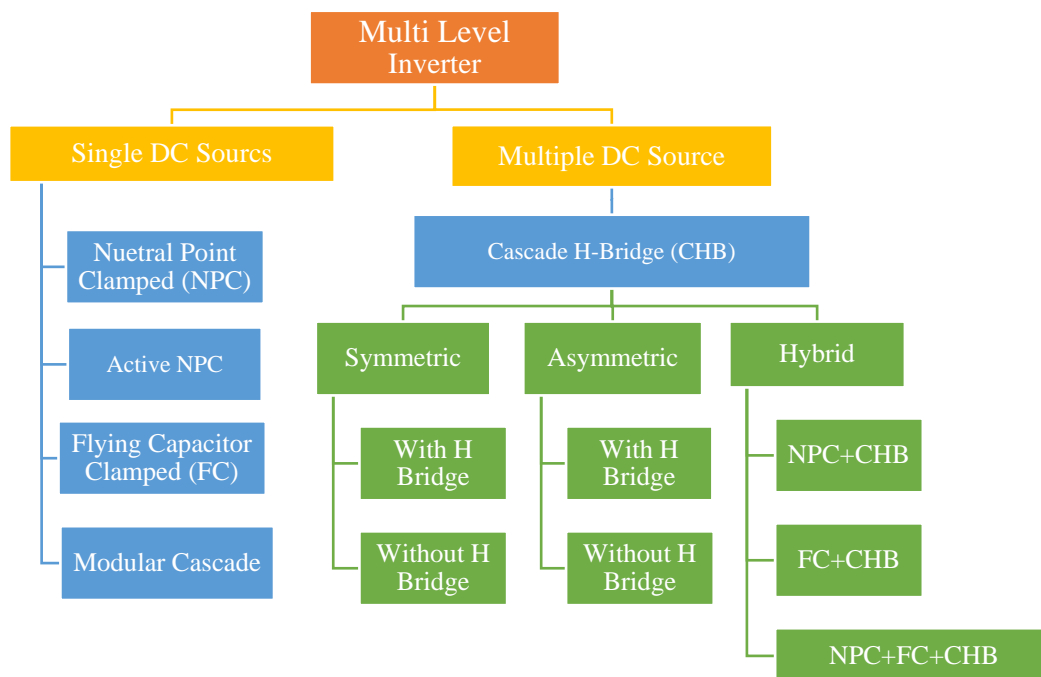 Multi Level
Inverter
Single DC Sourcs
Multiple DC Source
Nuetral Point
Clamped (NPC)
Active NPC
Flying Capacitor
Clamped (FC)
Modular Cascade
Cascade H-Bridge (CHB)
Symmetric
With H
Bridge
Without H
Bridge
Asymmetric
With H
Bridge
Without H
Bridge
Hybrid
NPC+CHB
FC+CHB
NPC+FC+CHB